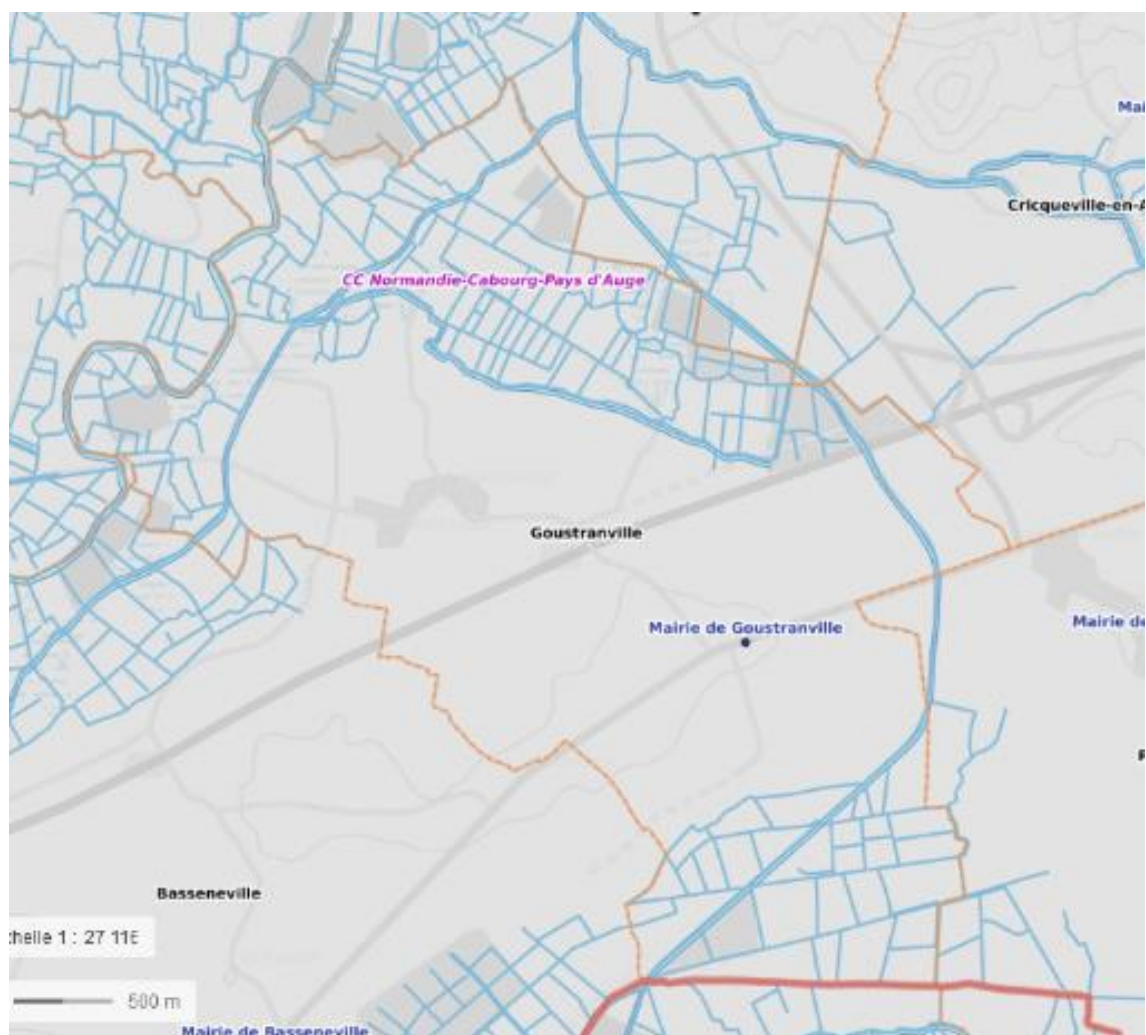 Mai
Cricqueville-en-A
CC Normandie-Cabourg-Pays d'Auge
Goustranville
Mairie de Goustranville
Mairie de
Basseneville
chelle 1 : 27 116
500 m
Mairie de Basseneville